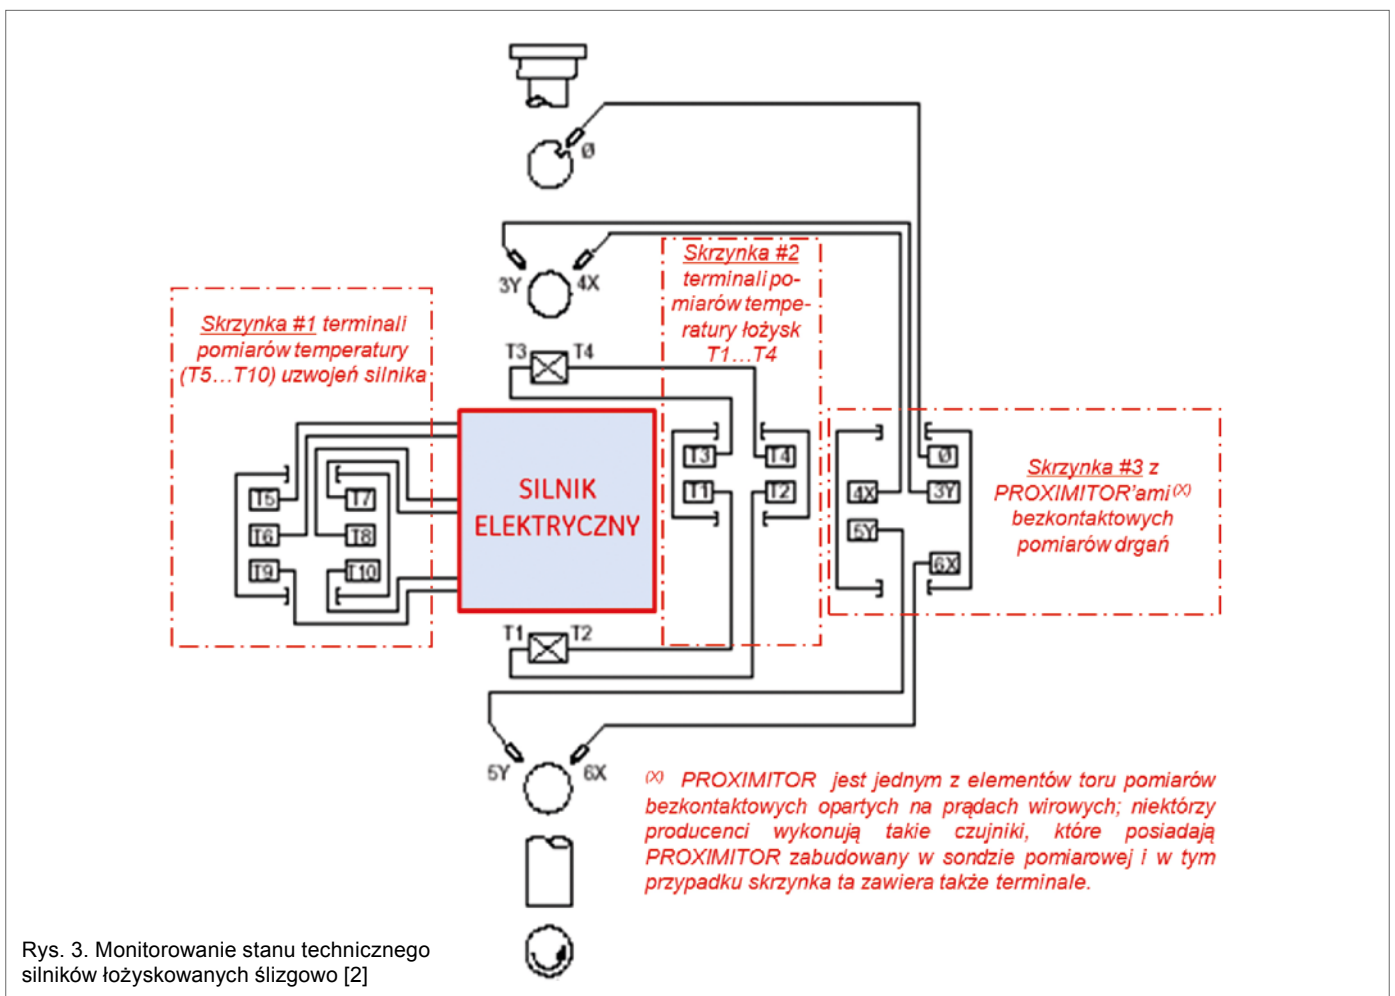 Ø
3Y
4X
Skrzynka #2
terminali po-
miarów tempe-
ratury łożysk
T1...T4
Skrzynka #1 terminali
pomiarów temperatury
(T5...T10) uzwojeń silnika
T3
T4
SILNIK
ELEKTRYCZNY
T5
T7
T6
T8
T9
T10
T3
T4
T1
T2
4X
Ø
3Y
5Y
6X
Skrzynka #3 z
PROXIMITOR'ami (X)
bezkontaktowych
pomiarów drgań
T1
T2
5Y
6X
(X) PROXIMITOR jest jednym z elementów toru pomiarów
bezkontaktowych opartych na prądach wirowych; niektórzy
producenci wykonują takie czujniki, które posiadają
PROXIMITOR zabudowany w sondzie pomiarowej i w tym
przypadku skrzynka ta zawiera także terminale.
Rys. 3. Monitorowanie stanu technicznego
silników łożyskowanych ślizgowo [2]